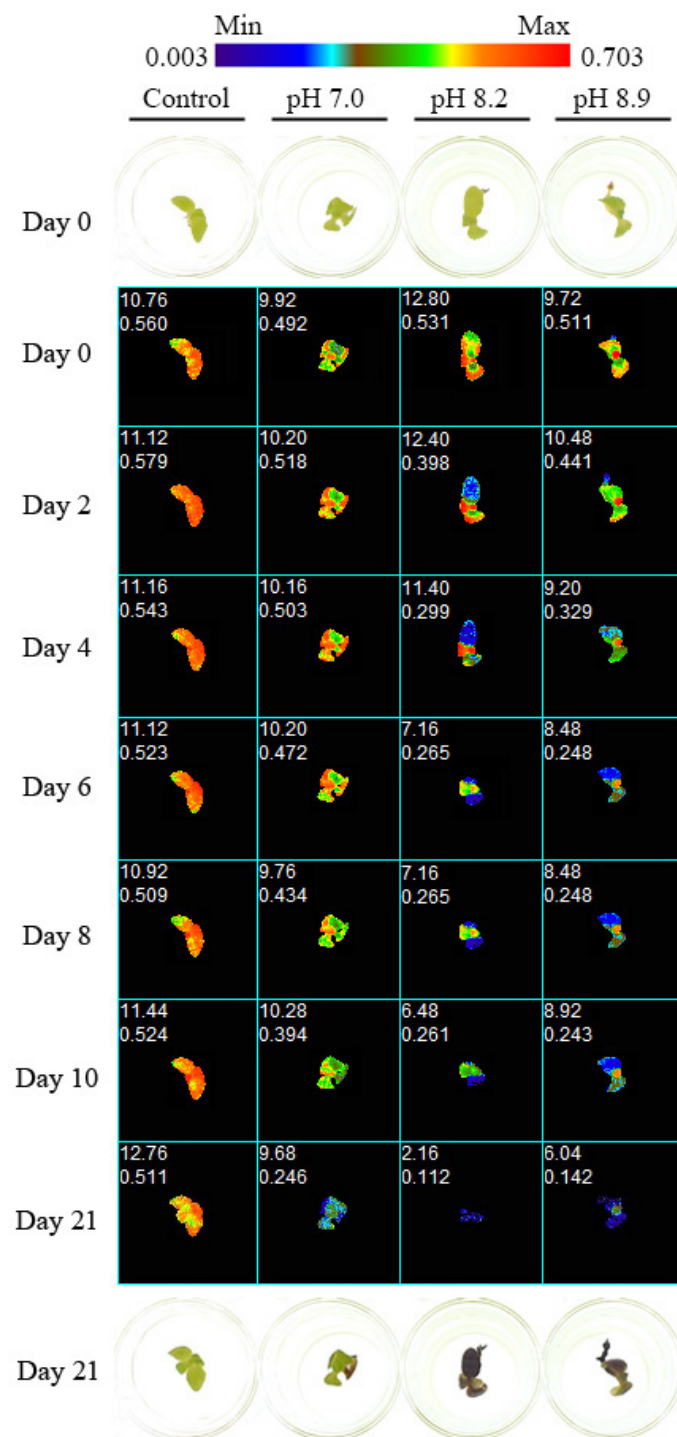 Min Max
0.003 0.703
Control pH 7.0 pH 8.2 pH 8.9
Day 0
Day 0
10.76 9.92 12.80 9.72
0.560 0.492 0.531 0.511
Day 2
11.12 10.20 12.40 10.48
0.579 0.518 0.398 0.441
Day 4
11.16 10.16 11.40 9.20
0.543 0.503 0.299 0.329
Day 6
11.12 10.20 7.16 8.48
0.523 0.472 0.265 0.248
Day 8
10.92 9.76 7.16 8.48
0.509 0.434 0.265 0.248
Day 10
11.44 10.28 6.48 8.92
0.524 0.394 0.261 0.243
Day 21
12.76 9.68 2.16 6.04
0.511 0.246 0.112 0.142
Day 21